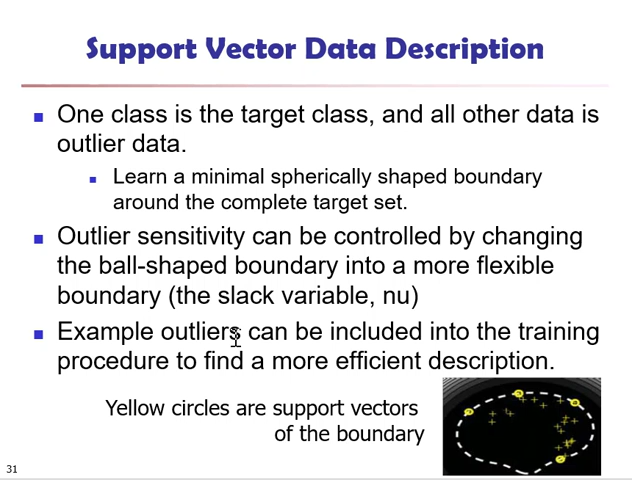 Support Vector Data Description
One class is the target class, and all other data is
outlier data.
Learn a minimal spherically shaped boundary
around the complete target set.
Outlier sensitivity can be controlled by changing
the ball-shaped boundary into a more flexible
boundary (the slack variable, nu)
Example outliers can be included into the training
procedure to find a more efficient description.
Yellow circles are support vectors
of the boundary
31